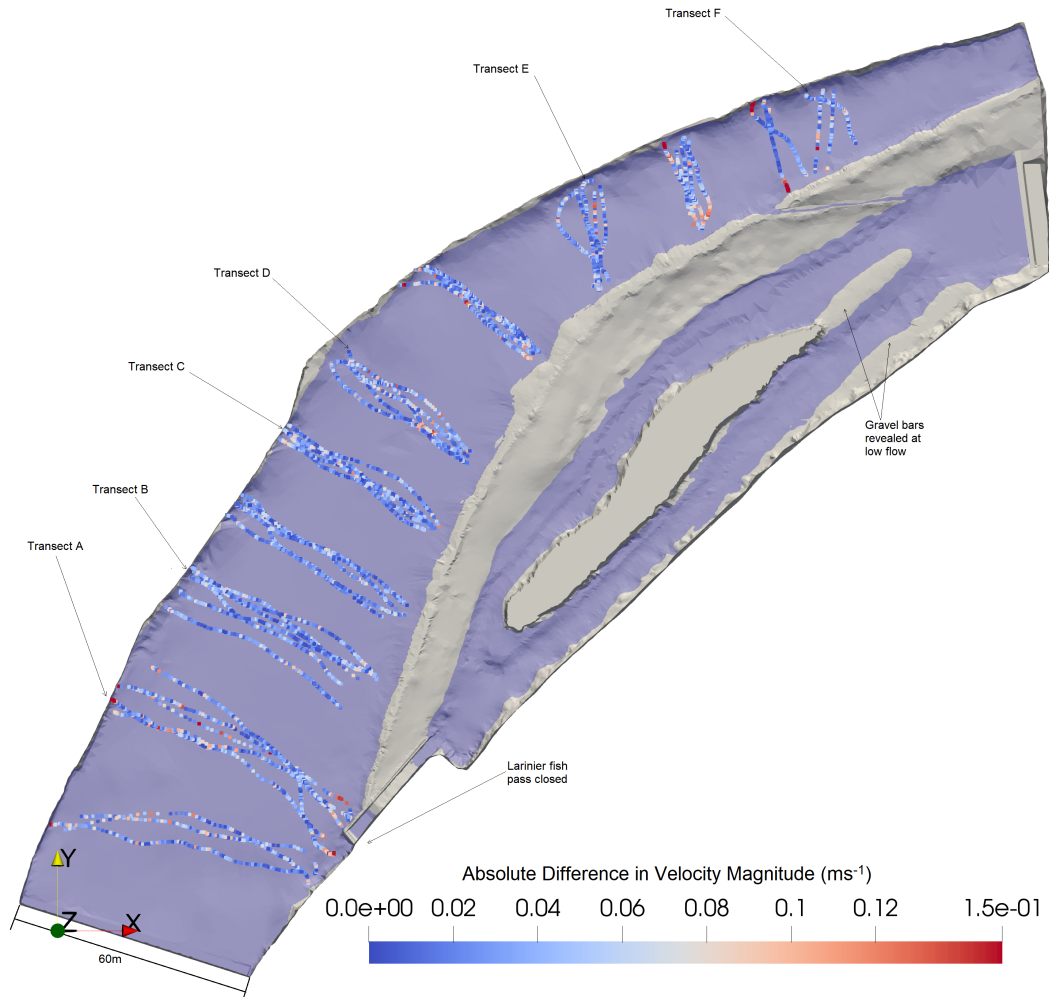 Transect F
Transect E
Transect D
Transect C
Transect B
Transect A
Gravel bars
revealed at
low flow
Larinier fish
pass closed
Y
Z
X
60m
Absolute Difference in Velocity Magnitude (ms⁻¹)
0.0e+00 0.02 0.04 0.06 0.08 0.1 0.12 1.5e-01